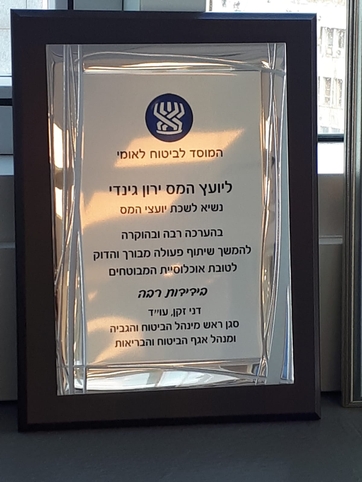 המוסד לביטוח לאומי
ליועץ המס ירון גינדי
נשיא לשכת יועצי המס
בהערכה רבה ובהוקרה
להמשך שיתוף פעולה מבורך והדוק
לטובת אוכלוסיית המבוטחים
בידידות רבה
דני זקן, עו״ד
סגן ראש מינהל הביטוח והגביה
ומנהל אגף הביטוח והבריאות